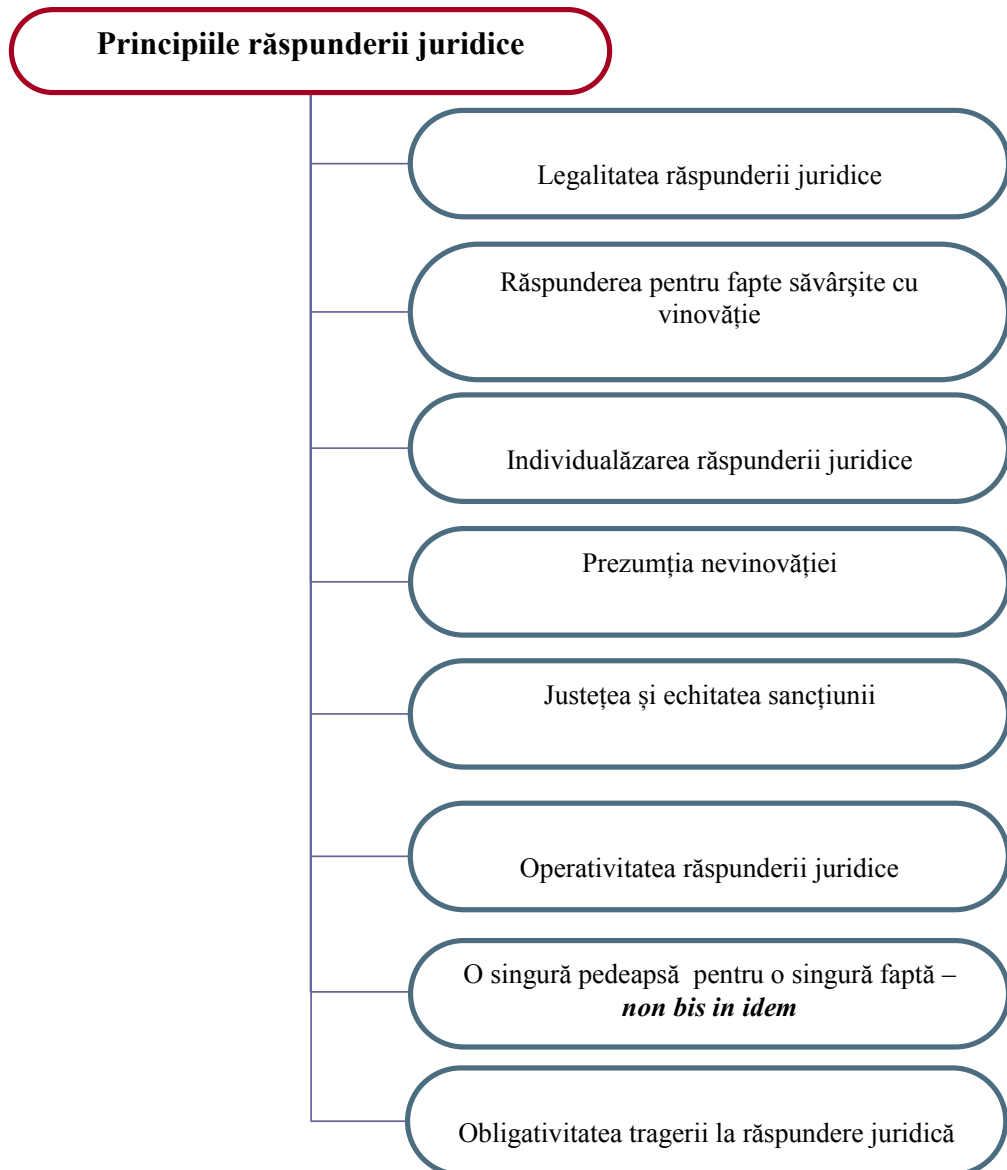 Principiile răspunderii juridice
Legalitatea răspunderii juridice
Răspunderea pentru fapte săvârşite cu
vinovăție
Individualăzarea răspunderii juridice
Prezumția nevinovăției
Justețea și echitatea sancțiunii
Operativitatea răspunderii juridice
O singură pedeapsă pentru o singură faptă –
non bis in idem
Obligativitatea tragerii la răspundere juridică